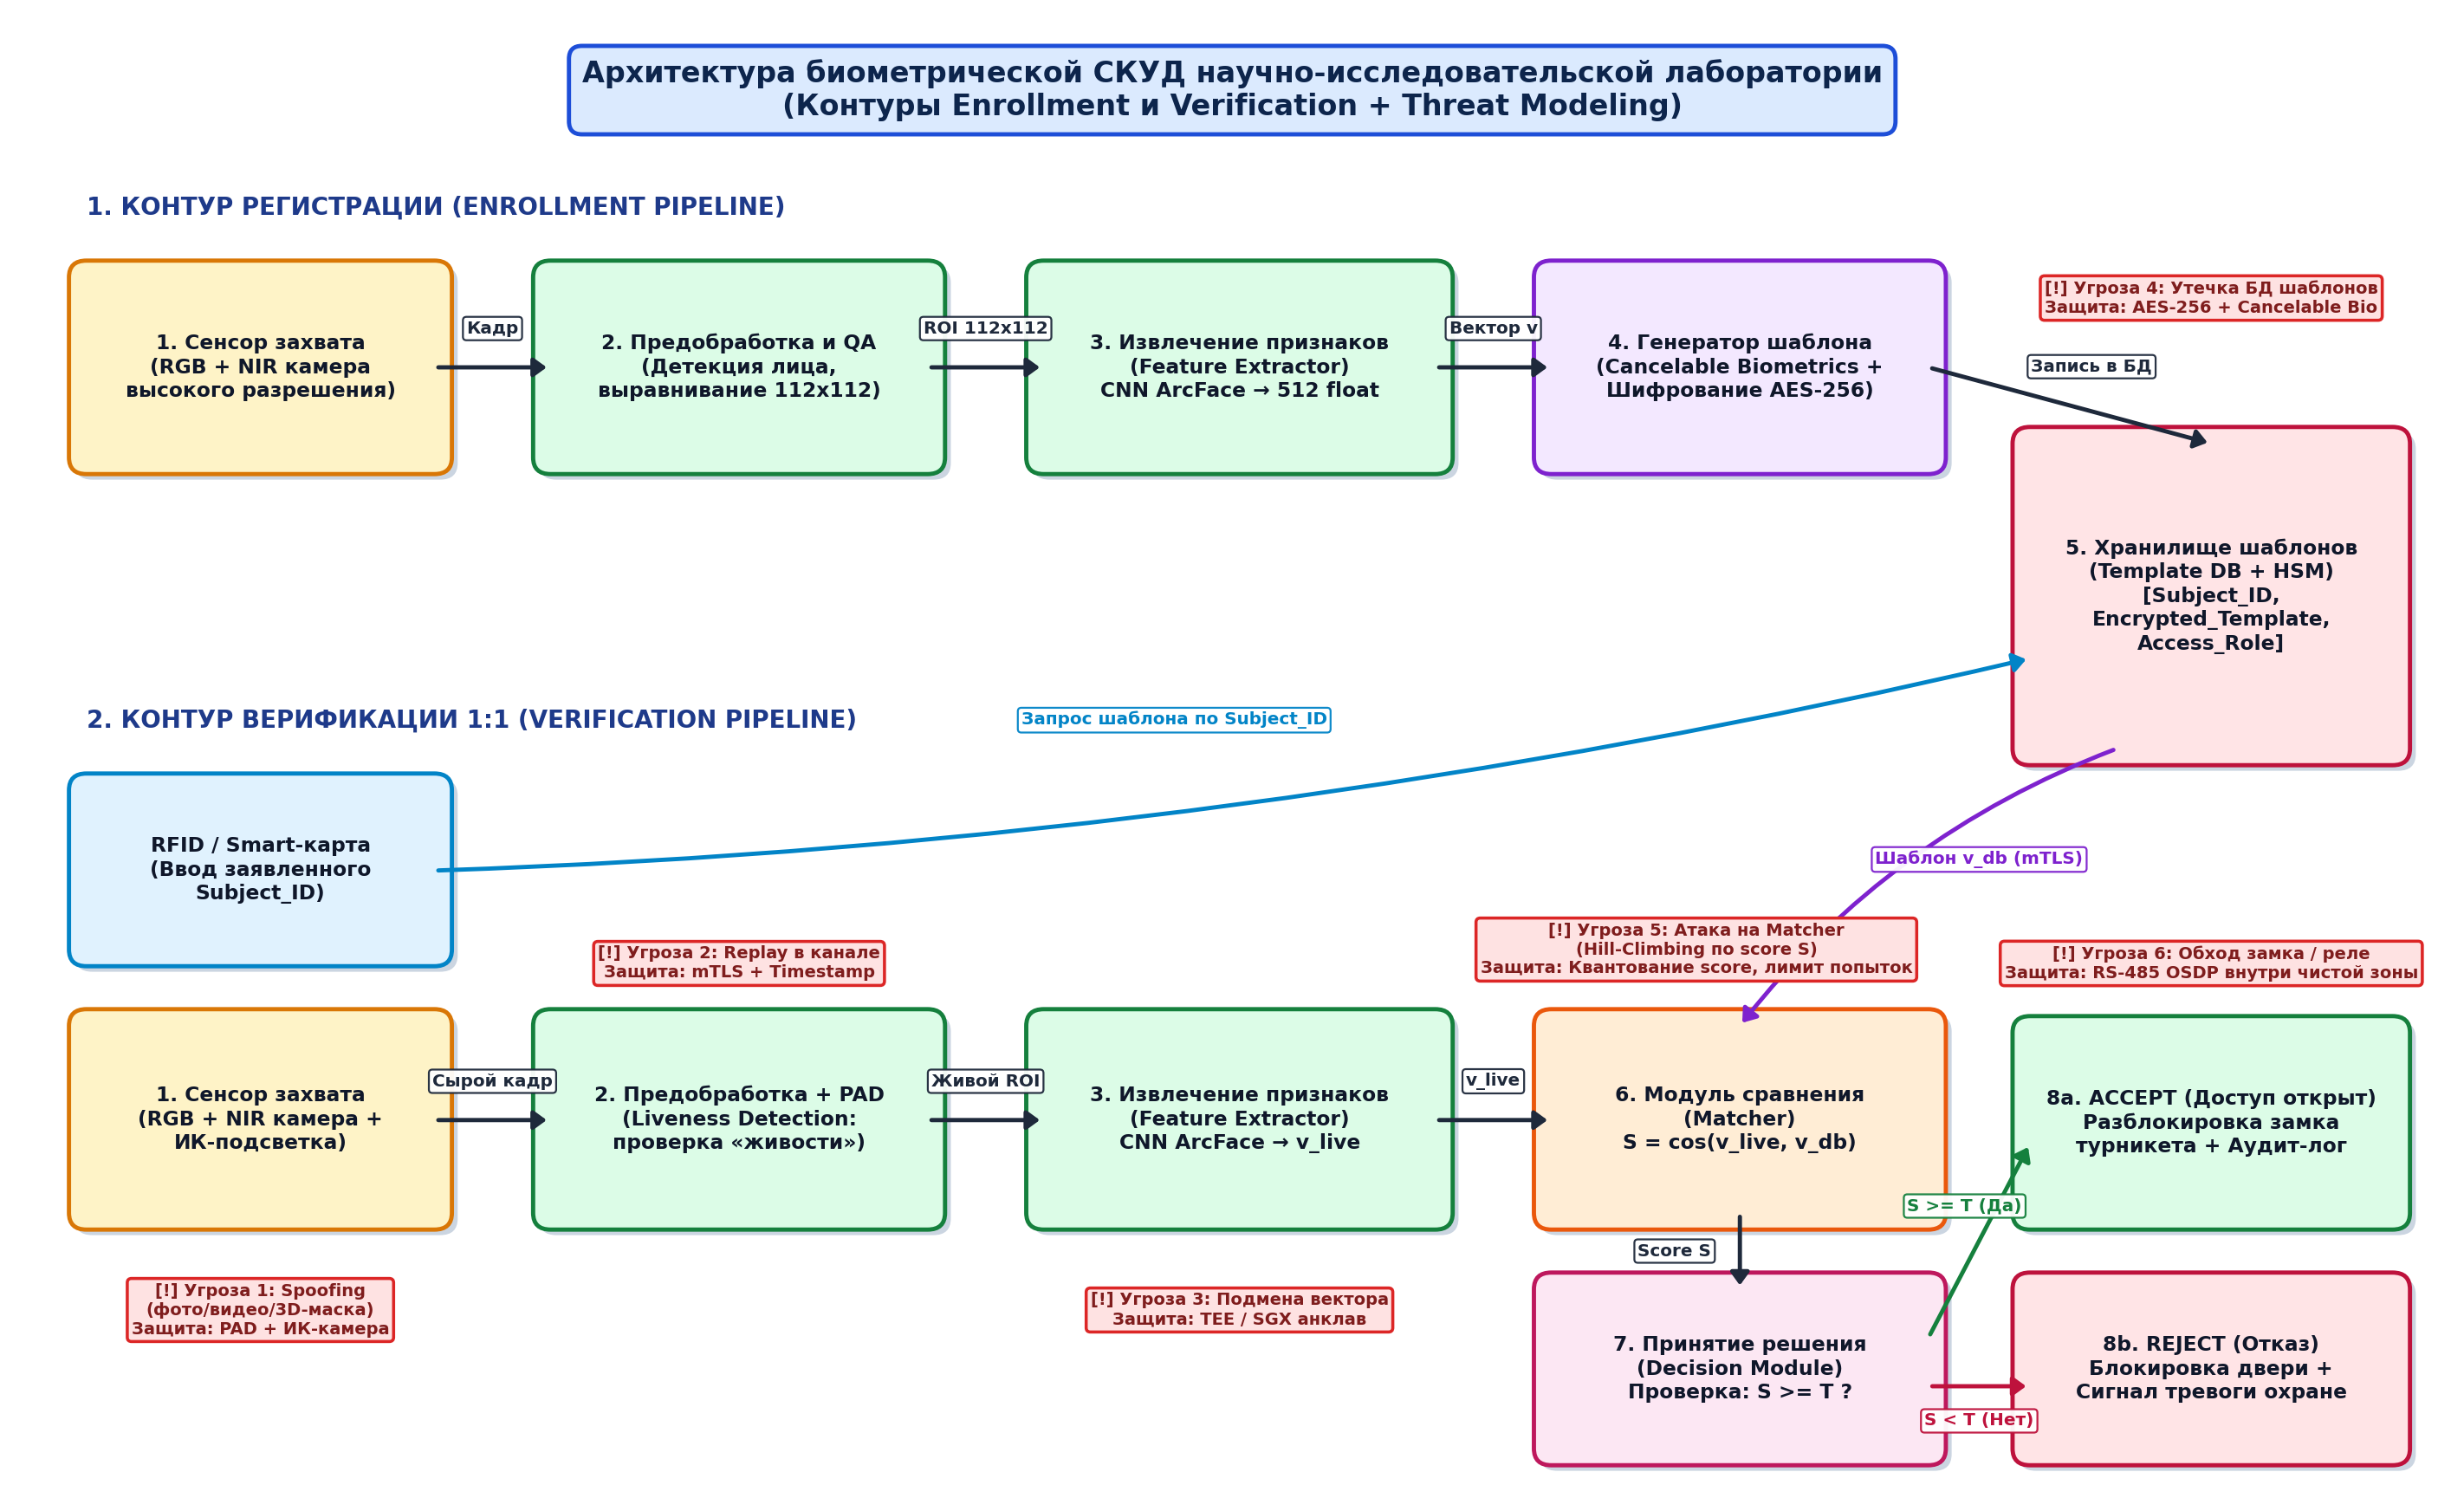 Архитектура биометрической СКУД научно-исследовательской лаборатории
(Контуры Enrollment и Verification + Threat Modeling)
1. КОНТУР РЕГИСТРАЦИИ (ENROLLMENT PIPELINE)
1. Сенсор захвата
(RGB + NIR камера
высокого разрешения)
Кадр
2. Предобработка и QA
(Детекция лица,
выравнивание 112x112)
ROI 112x112
3. Извлечение признаков
(Feature Extractor)
CNN ArcFace → 512 float
Вектор v
4. Генератор шаблона
(Cancelable Biometrics +
Шифрование AES-256)
[!] Угроза 4: Утечка БД шаблонов
Защита: AES-256 + Cancelable Bio
Запись в БД
5. Хранилище шаблонов
(Template DB + HSM)
[Subject_ID,
Encrypted_Template,
Access_Role]
2. КОНТУР ВЕРИФИКАЦИИ 1:1 (VERIFICATION PIPELINE)
Запрос шаблона по Subject_ID
RFID / Smart-карта
(Ввод заявленного
Subject_ID)
Шаблон v_db (mTLS)
[!] Угроза 2: Replay в канале
Защита: mTLS + Timestamp
[!] Угроза 5: Атака на Matcher
(Hill-Climbing по score S)
Защита: Квантование score, лимит попыток
[!] Угроза 6: Обход замка / реле
Защита: RS-485 OSDP внутри чистой зоны
1. Сенсор захвата
(RGB + NIR камера +
ИК-подсветка)
Сырой кадр
2. Предобработка + PAD
(Liveness Detection:
проверка «живости»)
Живой ROI
3. Извлечение признаков
(Feature Extractor)
CNN ArcFace → v_live
v_live
6. Модуль сравнения
(Matcher)
S = cos(v_live, v_db)
8a. ACCEPT (Доступ открыт)
Разблокировка замка
турникета + Аудит-лог
S >= T (Да)
Score S
[!] Угроза 1: Spoofing
(фото/видео/3D-маска)
Защита: PAD + ИК-камера
[!] Угроза 3: Подмена вектора
Защита: TEE / SGX анклав
7. Принятие решения
(Decision Module)
Проверка: S >= T ?
S < T (Нет)
8b. REJECT (Отказ)
Блокировка двери +
Сигнал тревоги охране